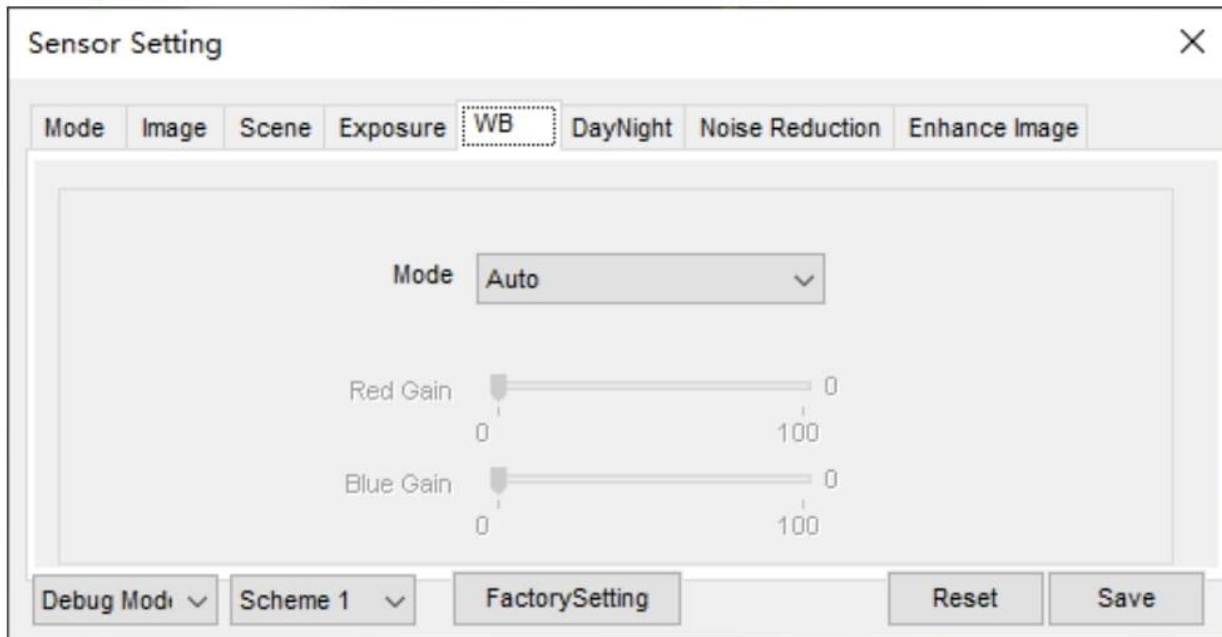 Sensor Setting
Mode Image Scene Exposure WB DayNight Noise Reduction Enhance Image
Mode Auto
Red Gain 0
0 100
Blue Gain 0
0 100
Debug Mod Scheme 1 FactorySetting Reset Save